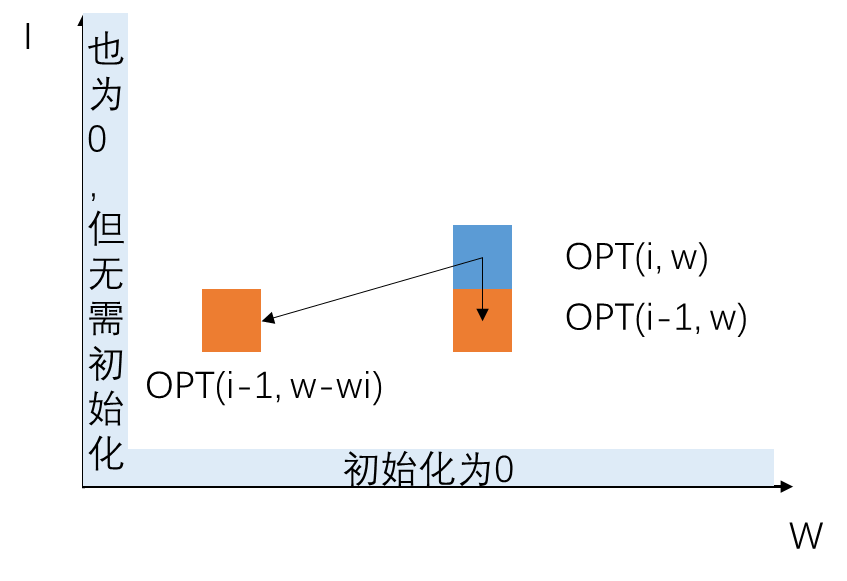 I
也为0,但无需初始化
OPT(i, w)
OPT(i-1, w)
OPT(i-1, w-wi)
初始化为0
W